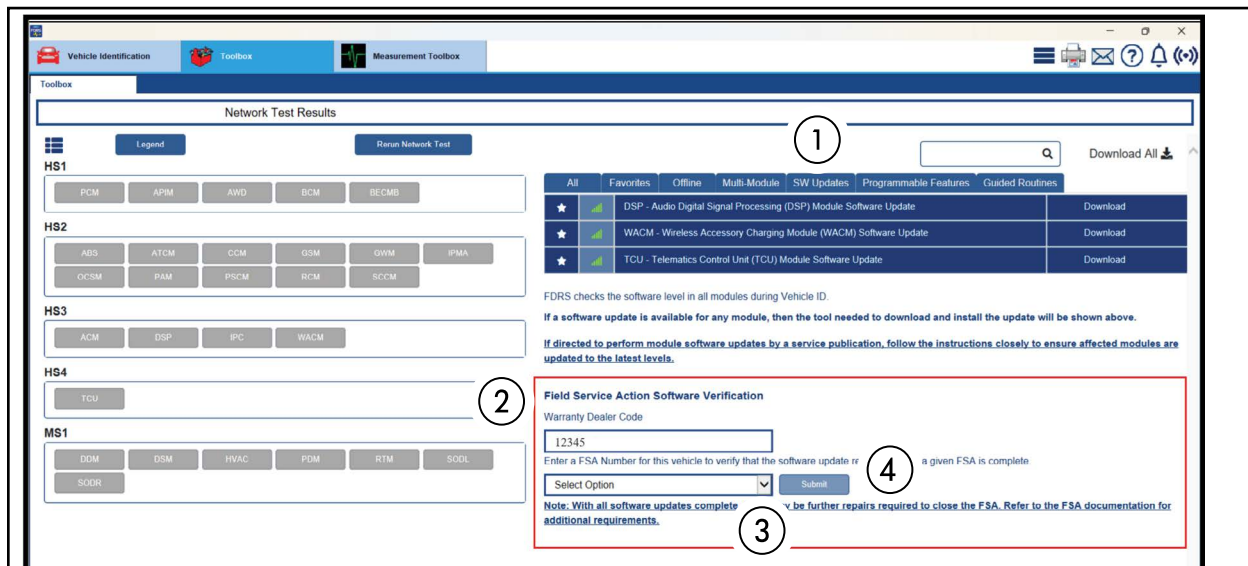 Vehicle Identification
Toolbox
Measurement Toolbox
Toolbox
Network Test Results
Legend
Rerun Network Test
1
Download All
HS1
PCM APIM AWD BCM BECMB
All Favorites Offline Multi-Module SW Updates Programmable Features Guided Routines
DSP - Audio Digital Signal Processing (DSP) Module Software Update Download
WACM - Wireless Accessory Charging Module (WACM) Software Update Download
TCU - Telematics Control Unit (TCU) Module Software Update Download
HS2
ABS ATCM CCM GSM GWM IPMA
OCSM PAM PSCM RCM SCCM
FDRS checks the software level in all modules during Vehicle ID.
If a software update is available for any module, then the tool needed to download and install the update will be shown above.
If directed to perform module software updates by a service publication, follow the instructions closely to ensure affected modules are
updated to the latest levels.
HS3
ACM DSP IPC WACM
HS4
TCU
2
Field Service Action Software Verification
Warranty Dealer Code
12345
Enter a FSA Number for this vehicle to verify that the software update a given FSA is complete
4
Select Option
Submit
Note: With all software updates complete be further repairs required to close the FSA. Refer to the FSA documentation for
additional requirements.
3
MS1
DDM DSM HVAC PDM RTM SODL
SODR